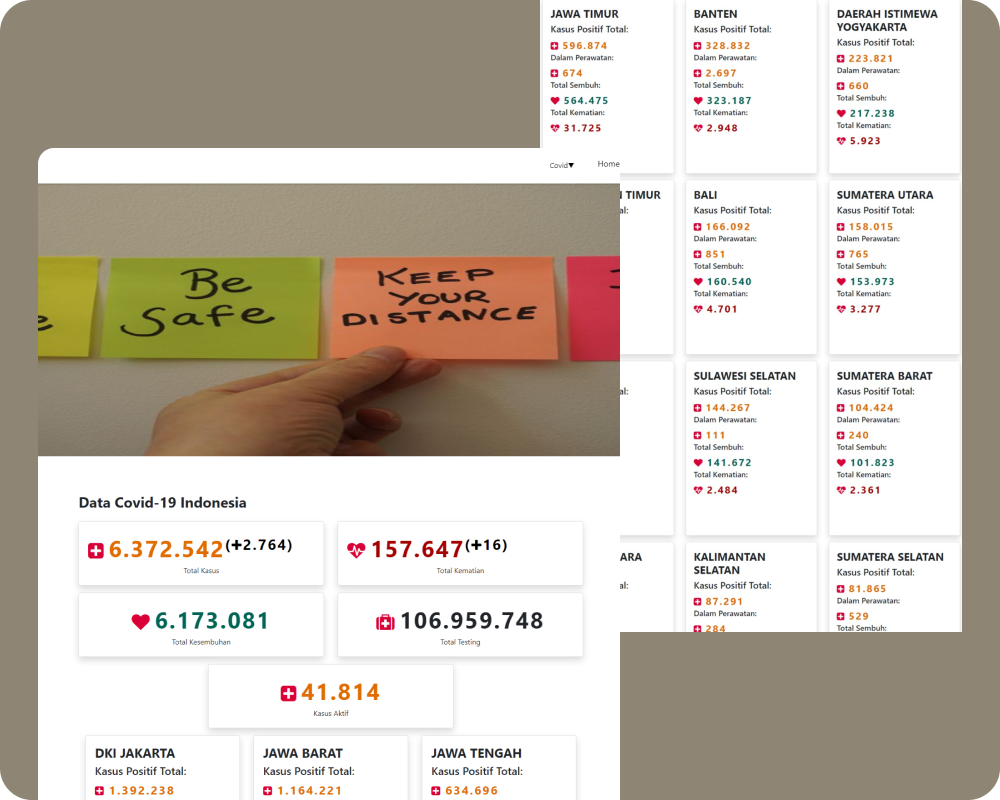 JAWA TIMUR
Kasus Positif Total:
596.874
Dalam Perawatan:
674
Total Sembuh:
564.475
Total Kematian:
31.725
BANTEN
Kasus Positif Total:
328.832
Dalam Perawatan:
2.697
Total Sembuh:
323.187
Total Kematian:
2.948
DAERAH ISTIMEWA
YOGYAKARTA
Kasus Positif Total:
223.821
Dalam Perawatan:
660
Total Sembuh:
217.238
Total Kematian:
5.923
TIMUR
BALI
Kasus Positif Total:
166.092
Dalam Perawatan:
851
Total Sembuh:
160.540
Total Kematian:
4.701
SUMATERA UTARA
Kasus Positif Total:
158.015
Dalam Perawatan:
765
Total Sembuh:
153.973
Total Kematian:
3.277
SULAWESI SELATAN
Kasus Positif Total:
144.267
Dalam Perawatan:
111
Total Sembuh:
141.672
Total Kematian:
2.484
SUMATERA BARAT
Kasus Positif Total:
104.424
Dalam Perawatan:
240
Total Sembuh:
101.823
Total Kematian:
2.361
KALIMANTAN
SELATAN
Kasus Positif Total:
87.291
Dalam Perawatan:
284
SUMATERA SELATAN
Kasus Positif Total:
81.865
Dalam Perawatan:
529
Total Sembuh:
Covid▼ Home
Be
Safe
KEEP
YOUR
DISTANCE
Data Covid-19 Indonesia
6.372.542(+2.764)
Total Kasus
157.647(+16)
Total Kematian
6.173.081
Total Kesembuhan
106.959.748
Total Testing
41.814
Kasus Aktif
DKI JAKARTA
Kasus Positif Total:
1.392.238
JAWA BARAT
Kasus Positif Total:
1.164.221
JAWA TENGAH
Kasus Positif Total:
634.696